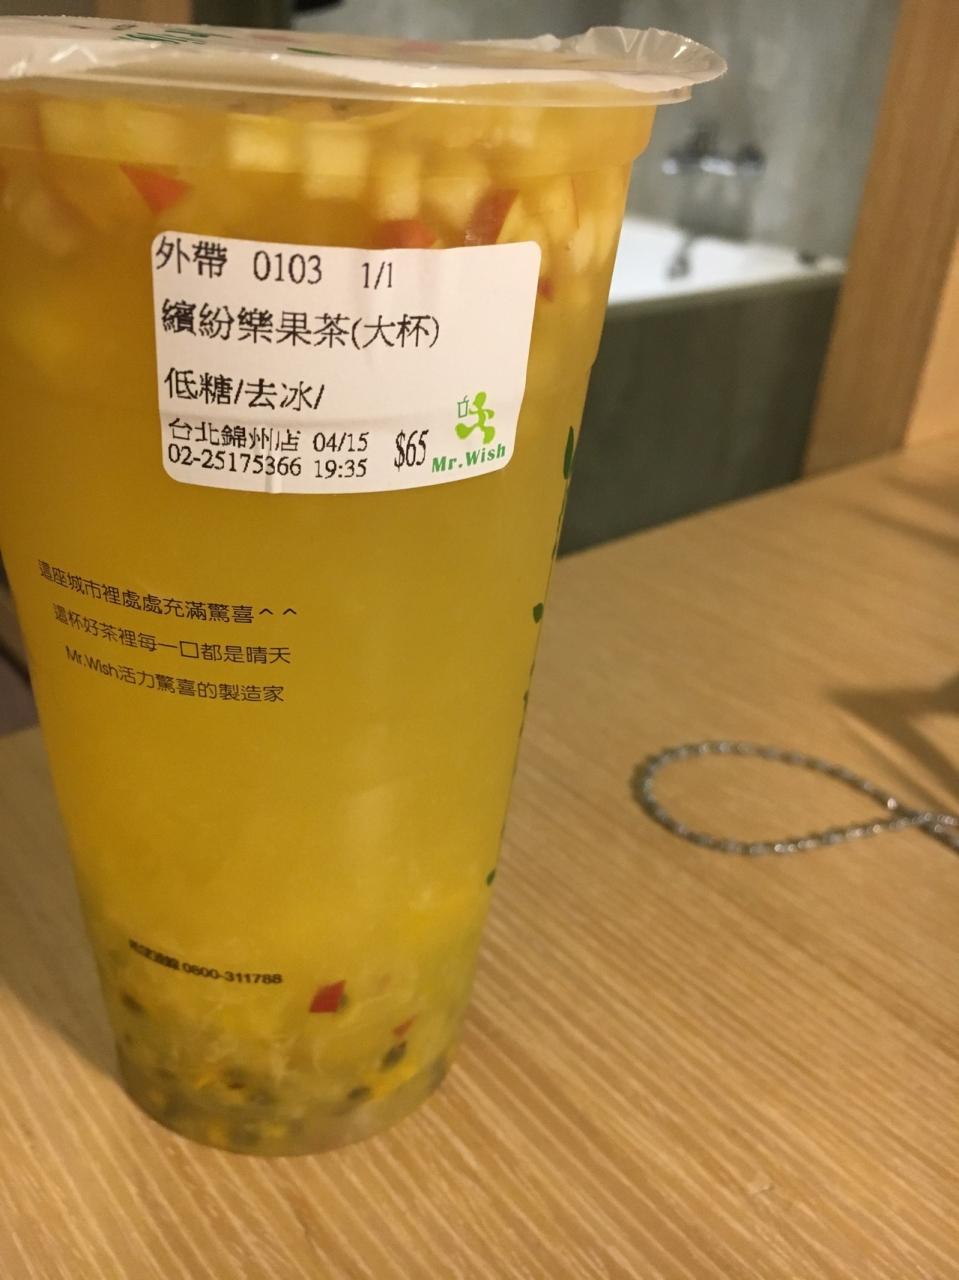 外帶 0103 1/1
繽紛樂果茶(大杯)
低糖/去冰/
台北錦州店 04/15 $65
02-25175366 19:35 Mr.Wish
這座城市裡處處充滿驚喜^^
這杯好茶裡每一口都是晴天
Mr.Wish活力驚喜的製造家
0800-311788